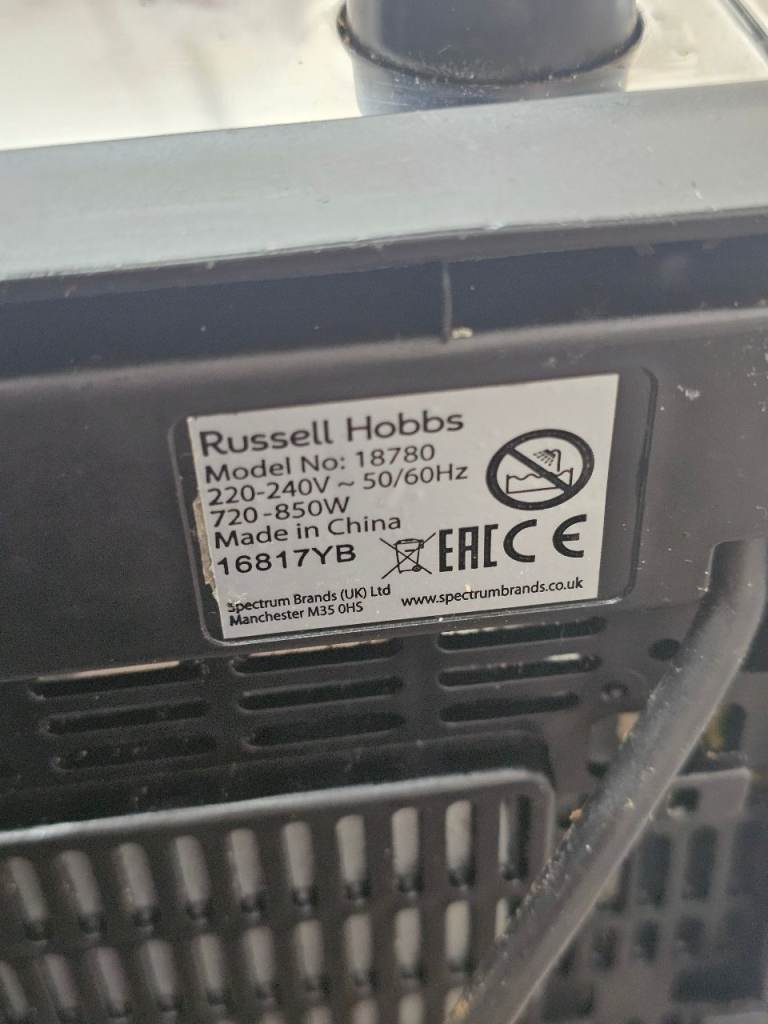 Russell Hobbs
Model No: 18780
220-240V ~ 50/60Hz
720-850W
Made in China
16817YB
EAC CE
Spectrum Brands (UK) Ltd
Manchester M35 0HS
www.spectrumbrands.co.uk